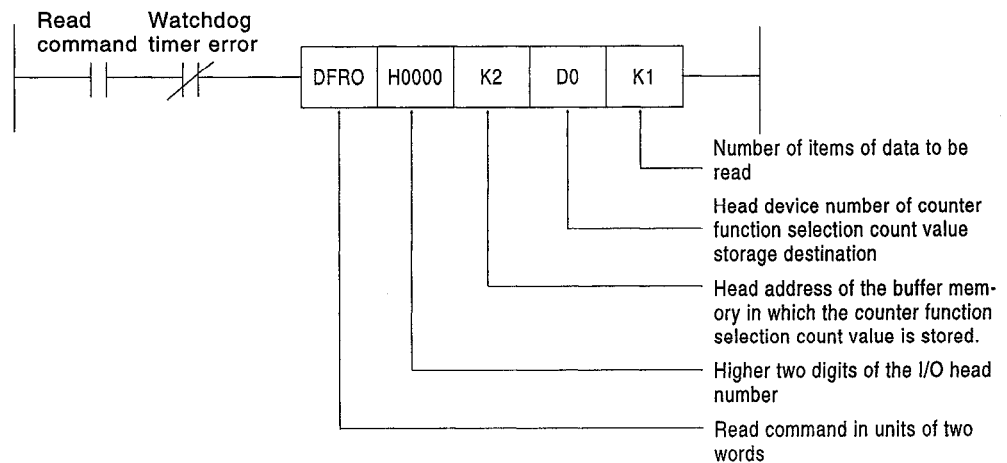 Read Watchdog
command timer error
DFRO H0000 K2 D0 K1
Number of items of data to be
read
Head device number of counter
function selection count value
storage destination
Head address of the buffer mem-
ory in which the counter function
selection count value is stored.
Higher two digits of the I/O head
number
Read command in units of two
words